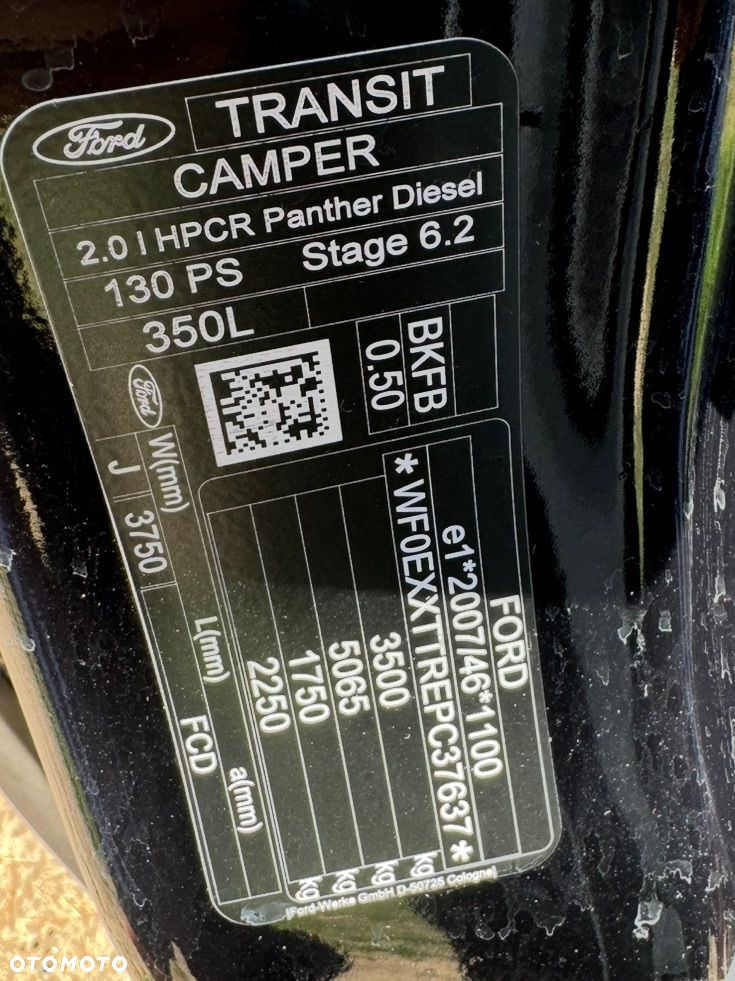 Ford
TRANSIT
CAMPER
2.0 l HPCR Panther Diesel
130 PS Stage 6.2
350L
BKFB
0.50
Ford
W(mm)
J 3750
L(mm)
FCD
a(mm)
FORD
e1*2007/46*1100
*WF0EXXTTREPC37637*
3500 kg
5065 kg
1750 kg
2250 kg
[Ford-Werke GmbH D-50725 Cologne]
OTOMOTO